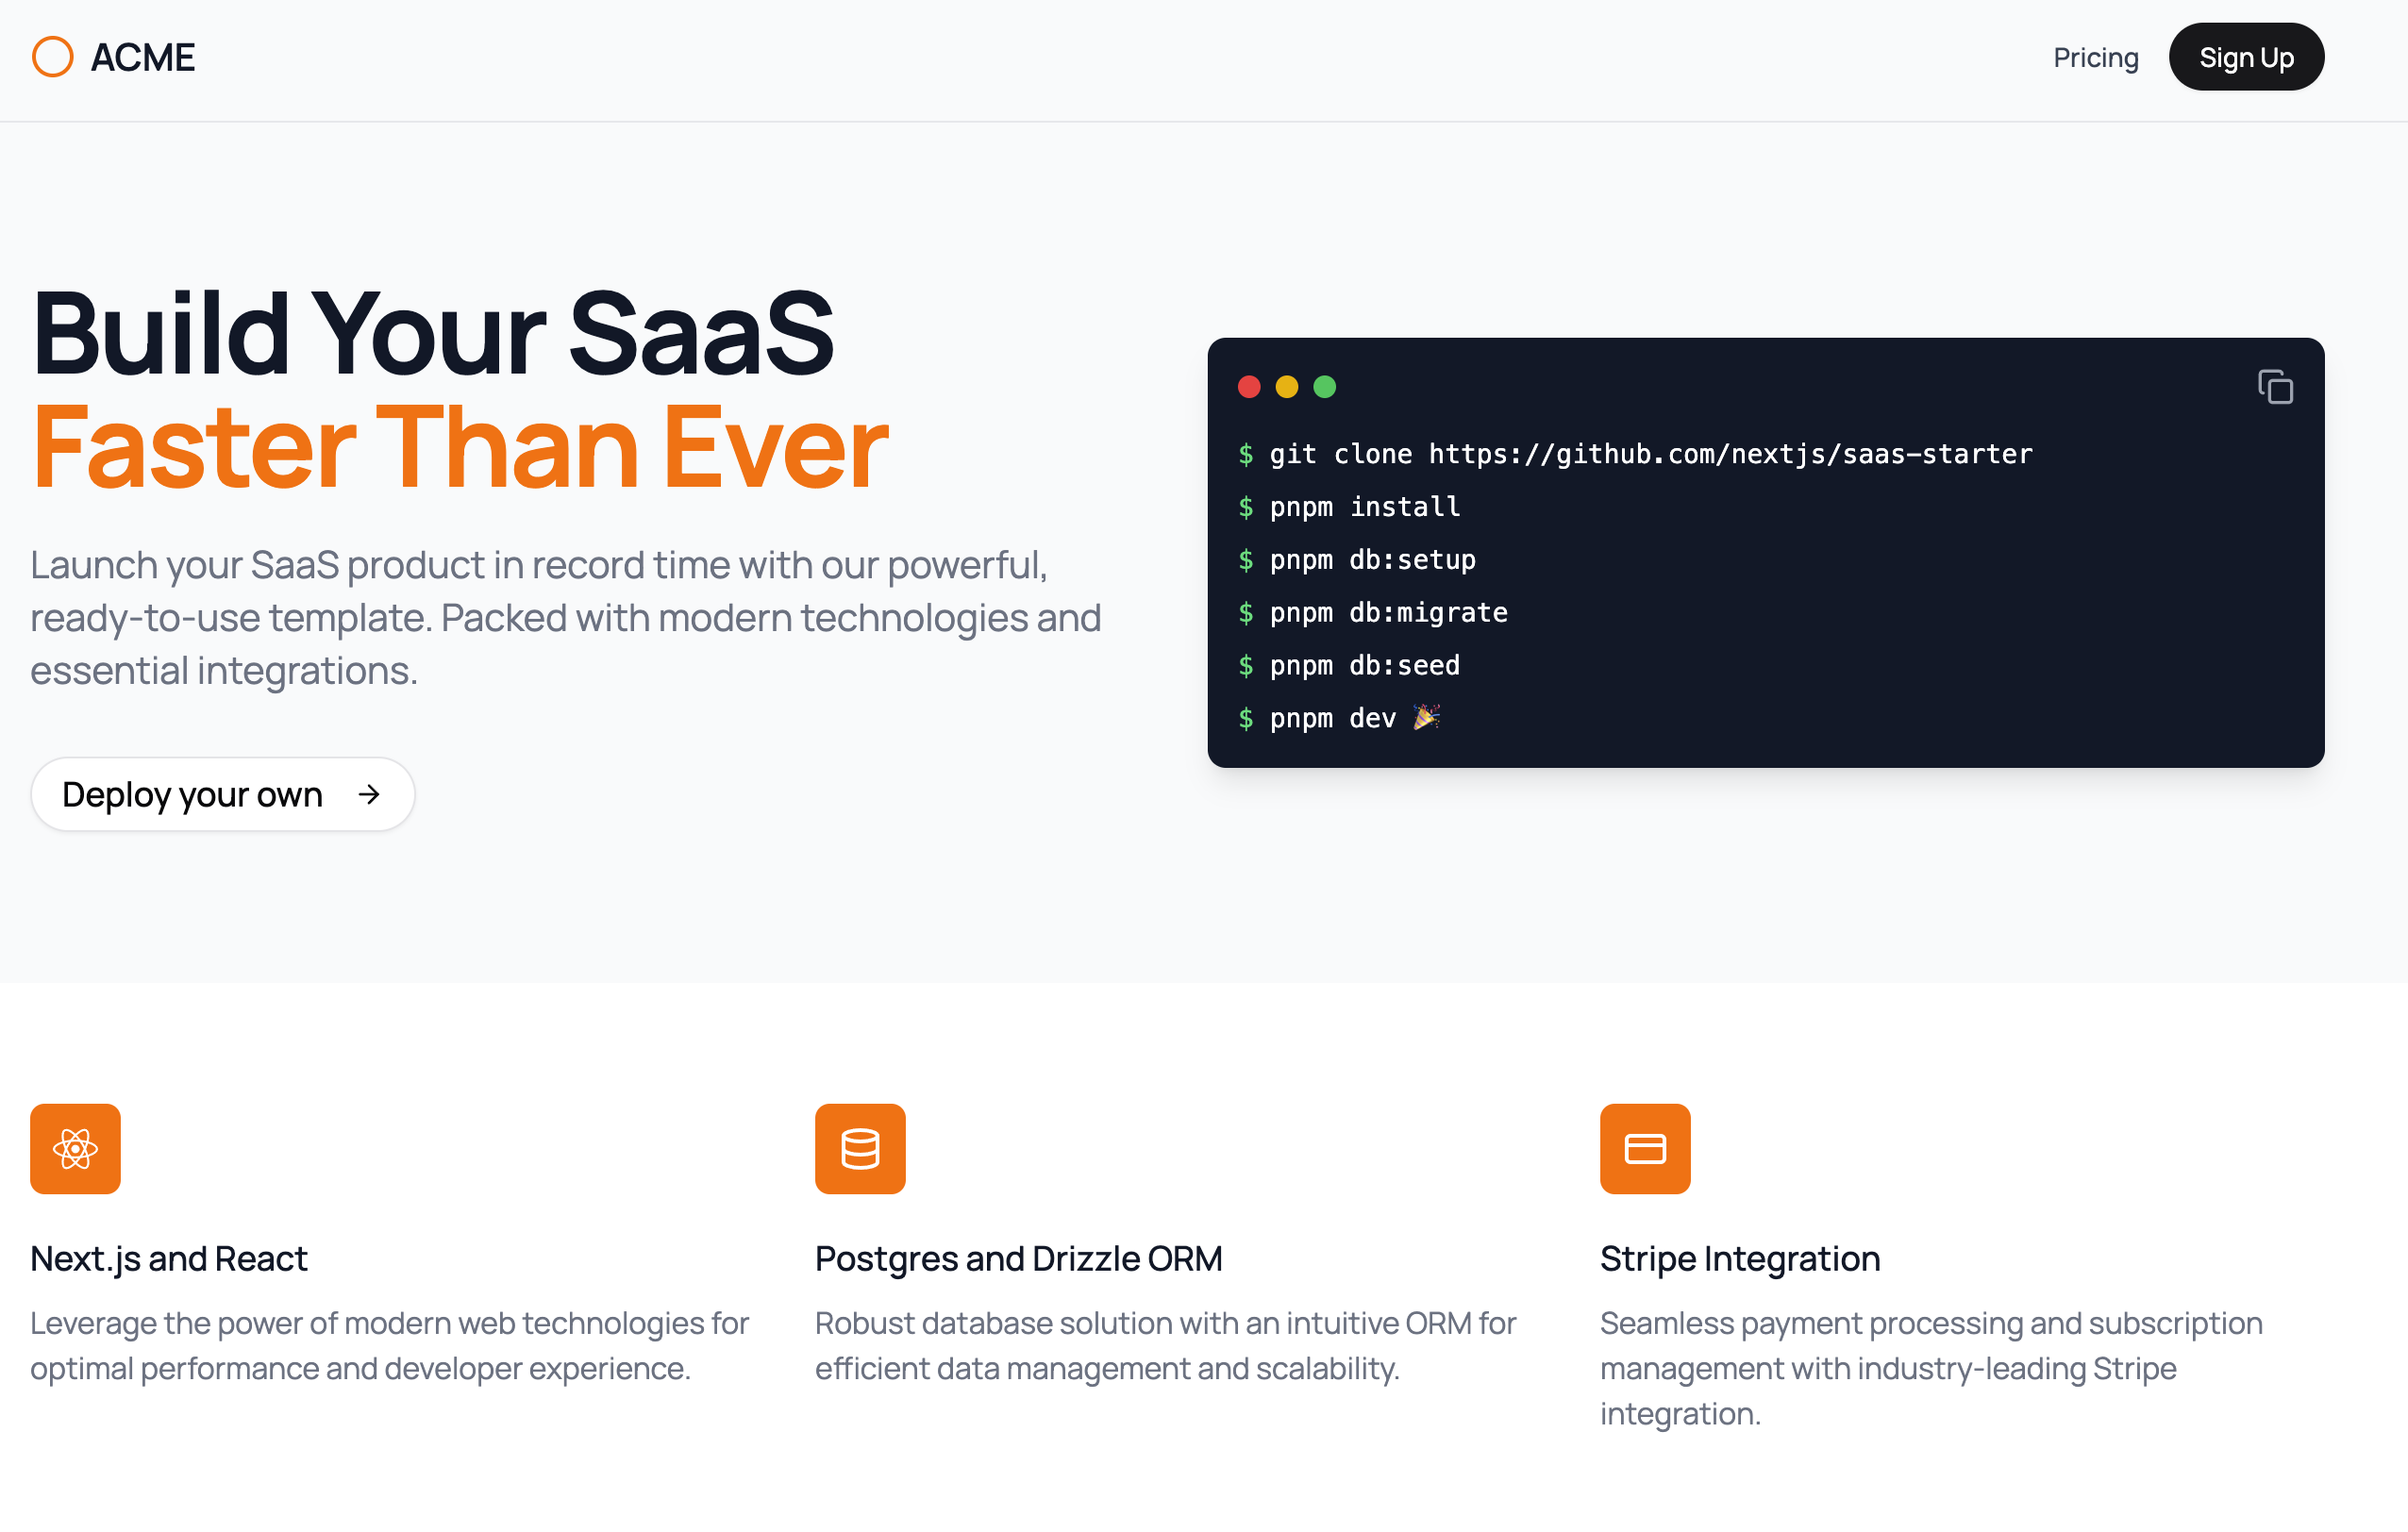 ACME
Pricing
Sign Up
Build Your SaaS
Faster Than Ever
Launch your SaaS product in record time with our powerful,
ready-to-use template. Packed with modern technologies and
essential integrations.
Deploy your own
$ git clone https://github.com/nextjs/saas-starter
$ pnpm install
$ pnpm db:setup
$ pnpm db:migrate
$ pnpm db:seed
$ pnpm dev 🎉
Next.js and React
Leverage the power of modern web technologies for
optimal performance and developer experience.
Postgres and Drizzle ORM
Robust database solution with an intuitive ORM for
efficient data management and scalability.
Stripe Integration
Seamless payment processing and subscription
management with industry-leading Stripe
integration.